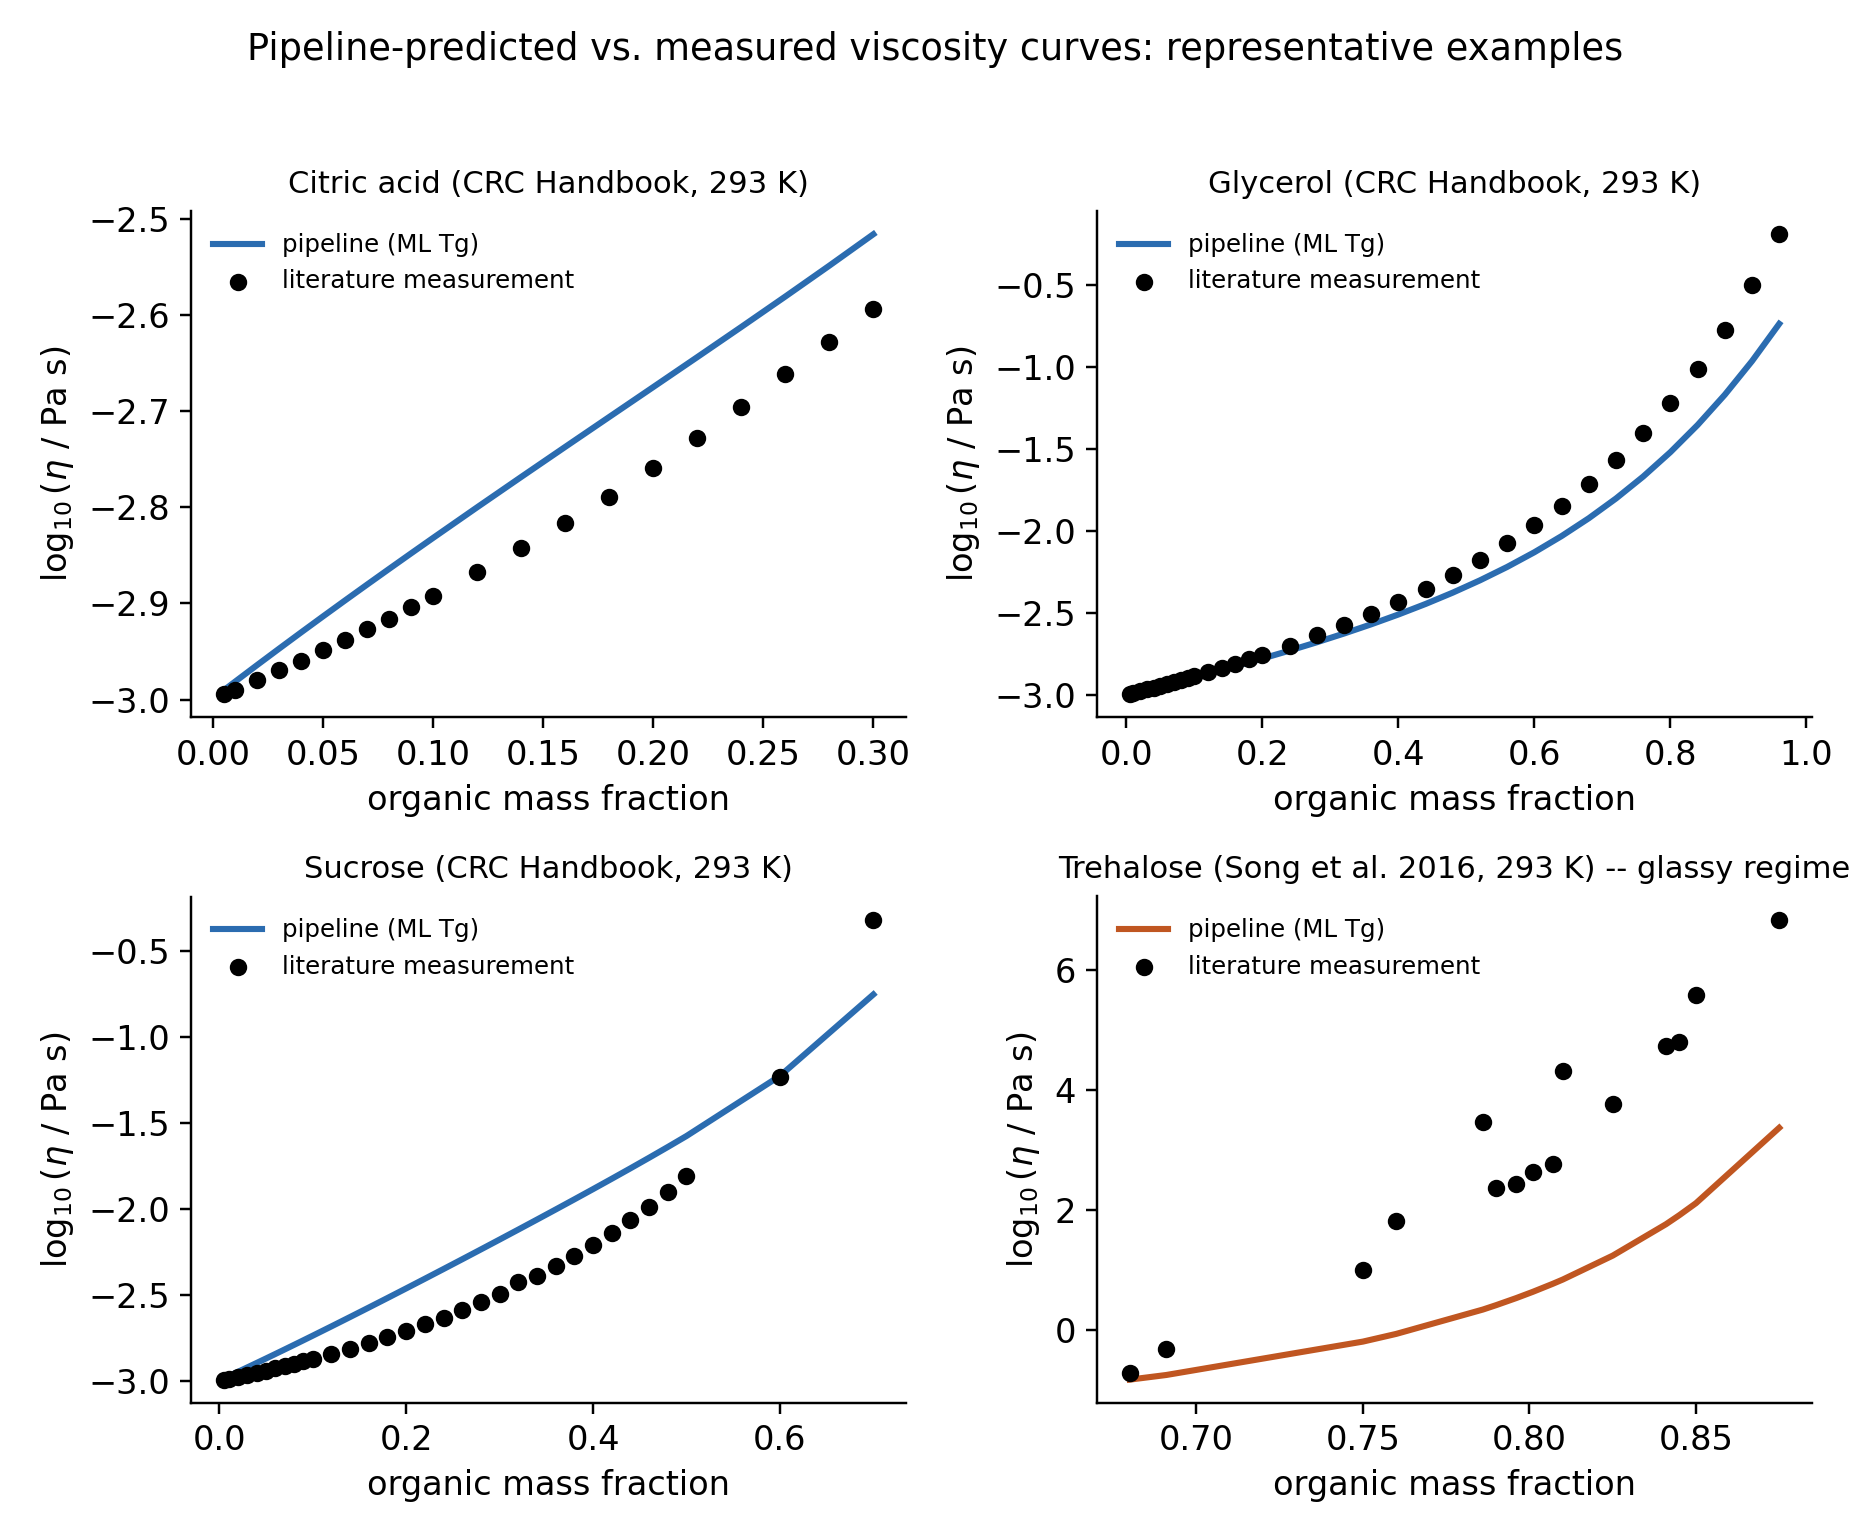 Pipeline-predicted vs. measured viscosity curves: representative examples
Citric acid (CRC Handbook, 293 K)
pipeline (ML Tg)
literature measurement
−2.5
−2.6
−2.7
−2.8
−2.9
−3.0
log₁₀(η / Pa s)
0.00 0.05 0.10 0.15 0.20 0.25 0.30
organic mass fraction
Glycerol (CRC Handbook, 293 K)
pipeline (ML Tg)
literature measurement
−0.5
−1.0
−1.5
−2.0
−2.5
−3.0
log₁₀(η / Pa s)
0.0 0.2 0.4 0.6 0.8 1.0
organic mass fraction
Sucrose (CRC Handbook, 293 K)
pipeline (ML Tg)
literature measurement
−0.5
−1.0
−1.5
−2.0
−2.5
−3.0
log₁₀(η / Pa s)
0.0 0.2 0.4 0.6
organic mass fraction
Trehalose (Song et al. 2016, 293 K) -- glassy regime
pipeline (ML Tg)
literature measurement
6
4
2
0
log₁₀(η / Pa s)
0.70 0.75 0.80 0.85
organic mass fraction